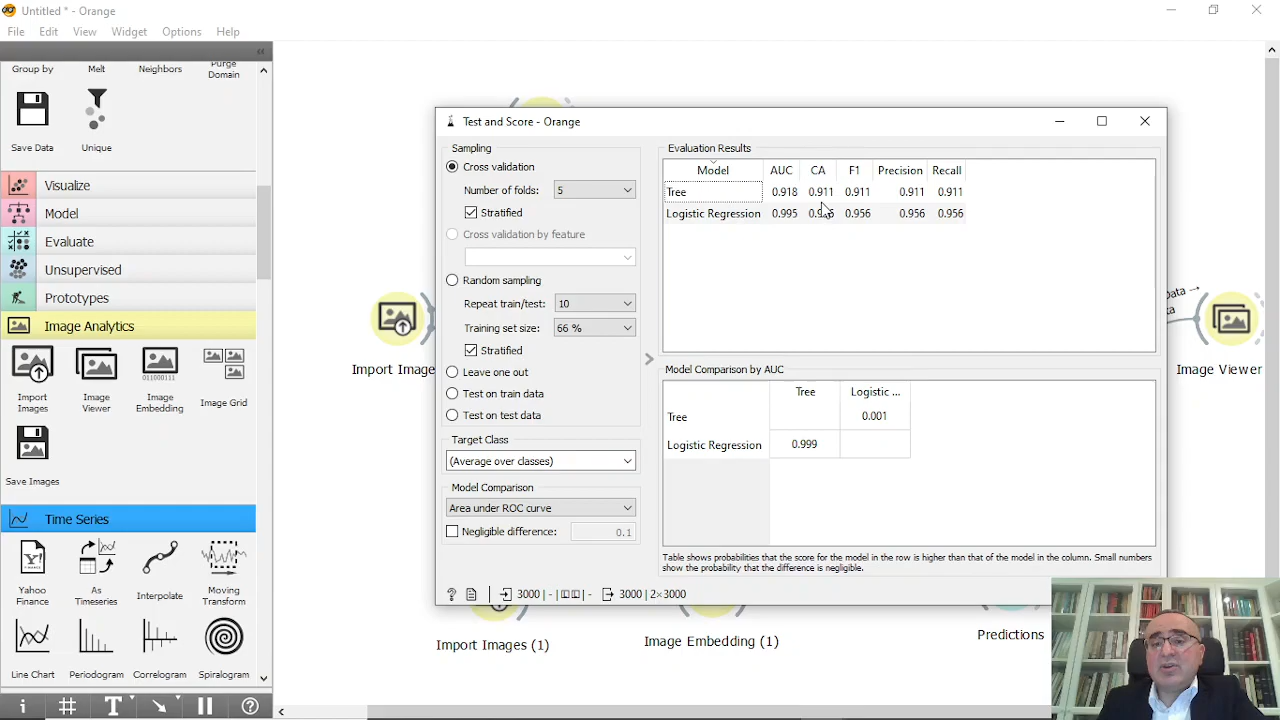 Untitled * - Orange
File Edit View Widget Options Help
Group by Melt Neighbors Purge Domain
Save Data Unique
Visualize
Model
Evaluate
Unsupervised
Prototypes
Image Analytics
Import Images Image Viewer Image Embedding Image Grid
Save Images
Time Series
Yahoo Finance As Timeseries Interpolate Moving Transform
Line Chart Periodogram Correlogram Spiralogram
Import Image
Test and Score - Orange
Sampling
Cross validation
Number of folds: 5
Stratified
Cross validation by feature
Random sampling
Repeat train/test: 10
Training set size: 66 %
Stratified
Leave one out
Test on train data
Test on test data
Target Class
(Average over classes)
Model Comparison
Area under ROC curve
Negligible difference: 0.1
3000 | - | - 3000 | 2×3000
Evaluation Results
Model AUC CA F1 Precision Recall
Tree 0.918 0.911 0.911 0.911 0.911
Logistic Regression 0.995 0.956 0.956 0.956
Model Comparison by AUC
Tree Logistic ...
Tree 0.001
Logistic Regression 0.999
Table shows probabilities that the score for the model in the row is higher than that of the model in the column. Small numbers
show the probability that the difference is negligible.
Data →
Image Viewer
Import Images (1)
Image Embedding (1)
Predictions